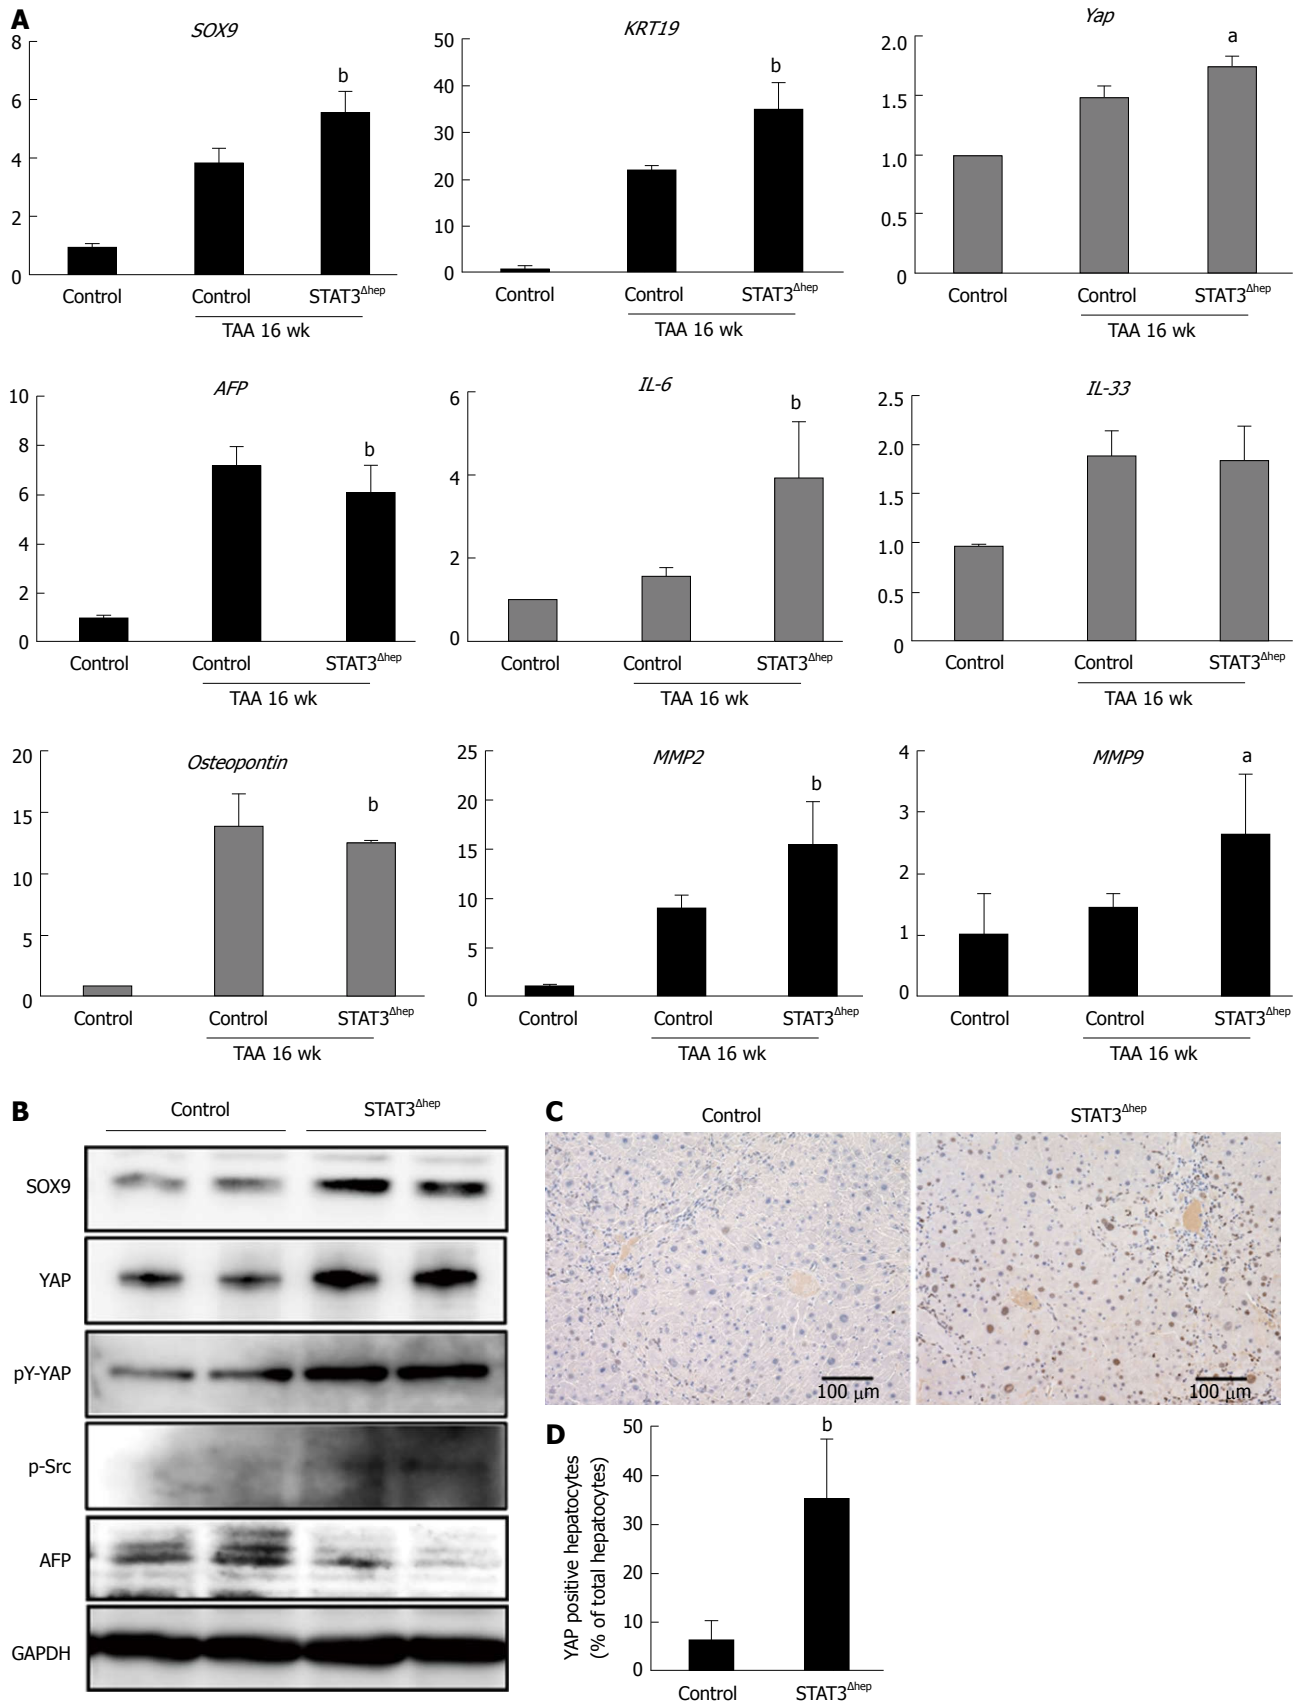 A
SOX9
8
6
4
2
0
b
Control
Control
STAT3Δhep
TAA 16 wk
KRT19
50
40
30
20
10
0
b
Control
Control
STAT3Δhep
TAA 16 wk
Yap
2.0
1.5
1.0
0.5
0
a
Control
Control
STAT3Δhep
TAA 16 wk
AFP
10
8
6
4
2
0
b
Control
Control
STAT3Δhep
TAA 16 wk
IL-6
6
4
2
0
b
Control
Control
STAT3Δhep
TAA 16 wk
IL-33
2.5
2.0
1.5
1.0
0.5
0
Control
Control
STAT3Δhep
TAA 16 wk
Osteopontin
20
15
10
5
0
b
Control
Control
STAT3Δhep
TAA 16 wk
MMP2
25
20
15
10
5
0
b
Control
Control
STAT3Δhep
TAA 16 wk
MMP9
4
3
2
1
0
a
Control
Control
STAT3Δhep
TAA 16 wk
B
Control
STAT3Δhep
SOX9
YAP
pY-YAP
p-Src
AFP
GAPDH
C
Control
STAT3Δhep
100 μm
100 μm
D
YAP positive hepatocytes
(% of total hepatocytes)
50
40
30
20
10
0
b
Control
STAT3Δhep